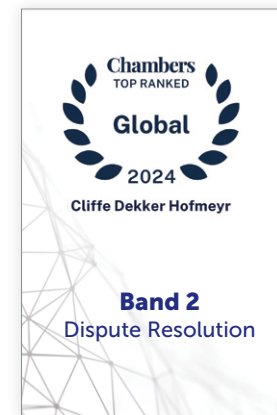 Chambers
TOP RANKED
Global
2024
Cliffe Dekker Hofmeyr
Band 2
Dispute Resolution